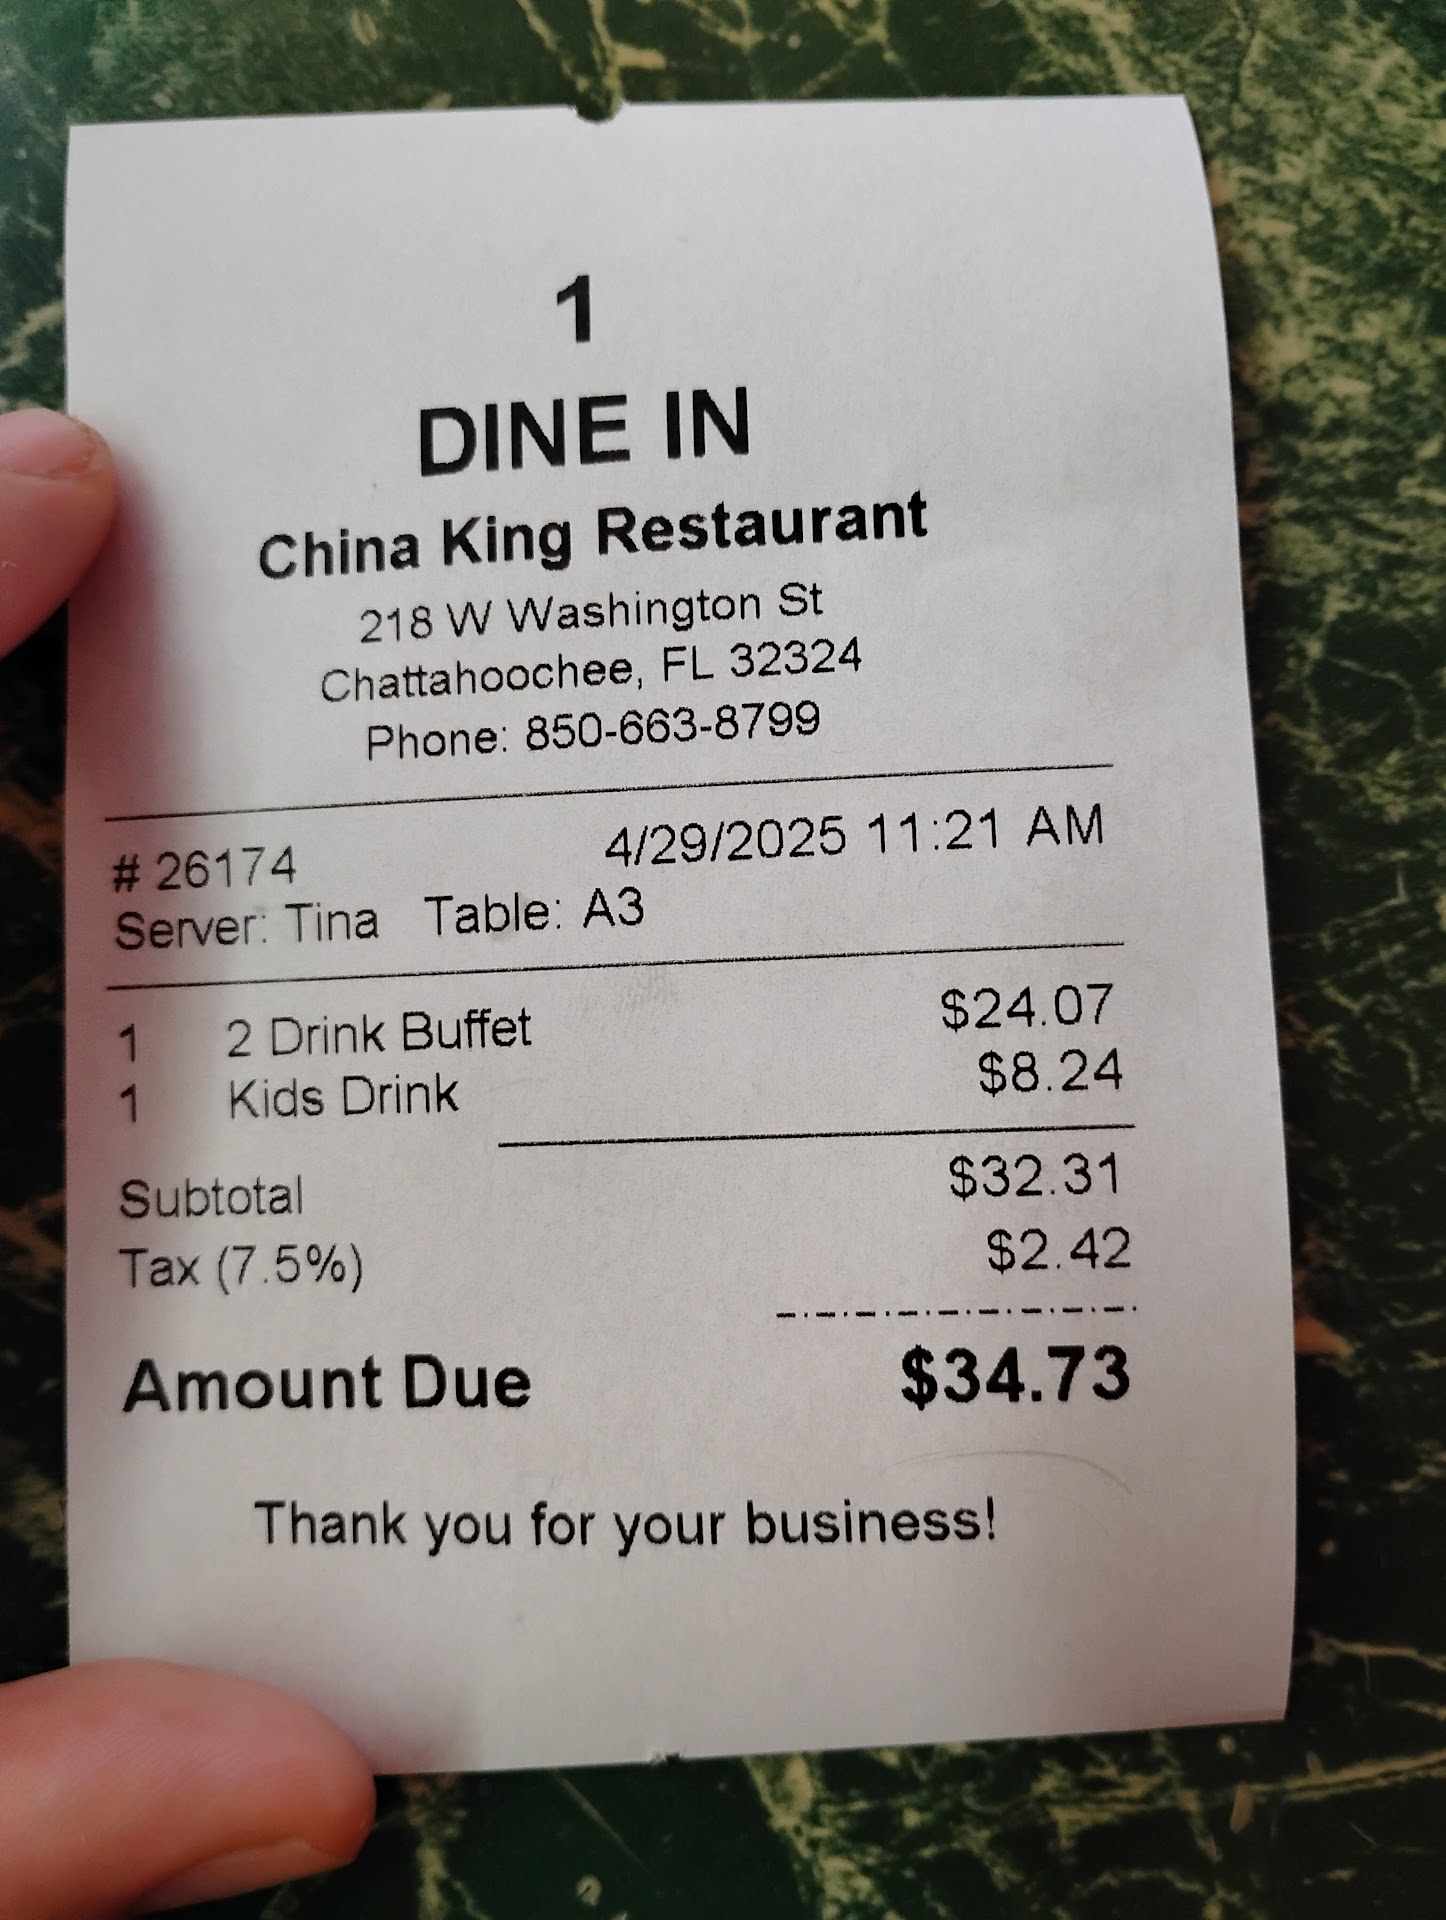 1
DINE IN
China King Restaurant
218 W Washington St
Chattahoochee, FL 32324
Phone: 850-663-8799
# 26174 4/29/2025 11:21 AM
Server: Tina Table: A3
1 2 Drink Buffet $24.07
1 Kids Drink $8.24
Subtotal $32.31
Tax (7.5%) $2.42
Amount Due $34.73
Thank you for your business!